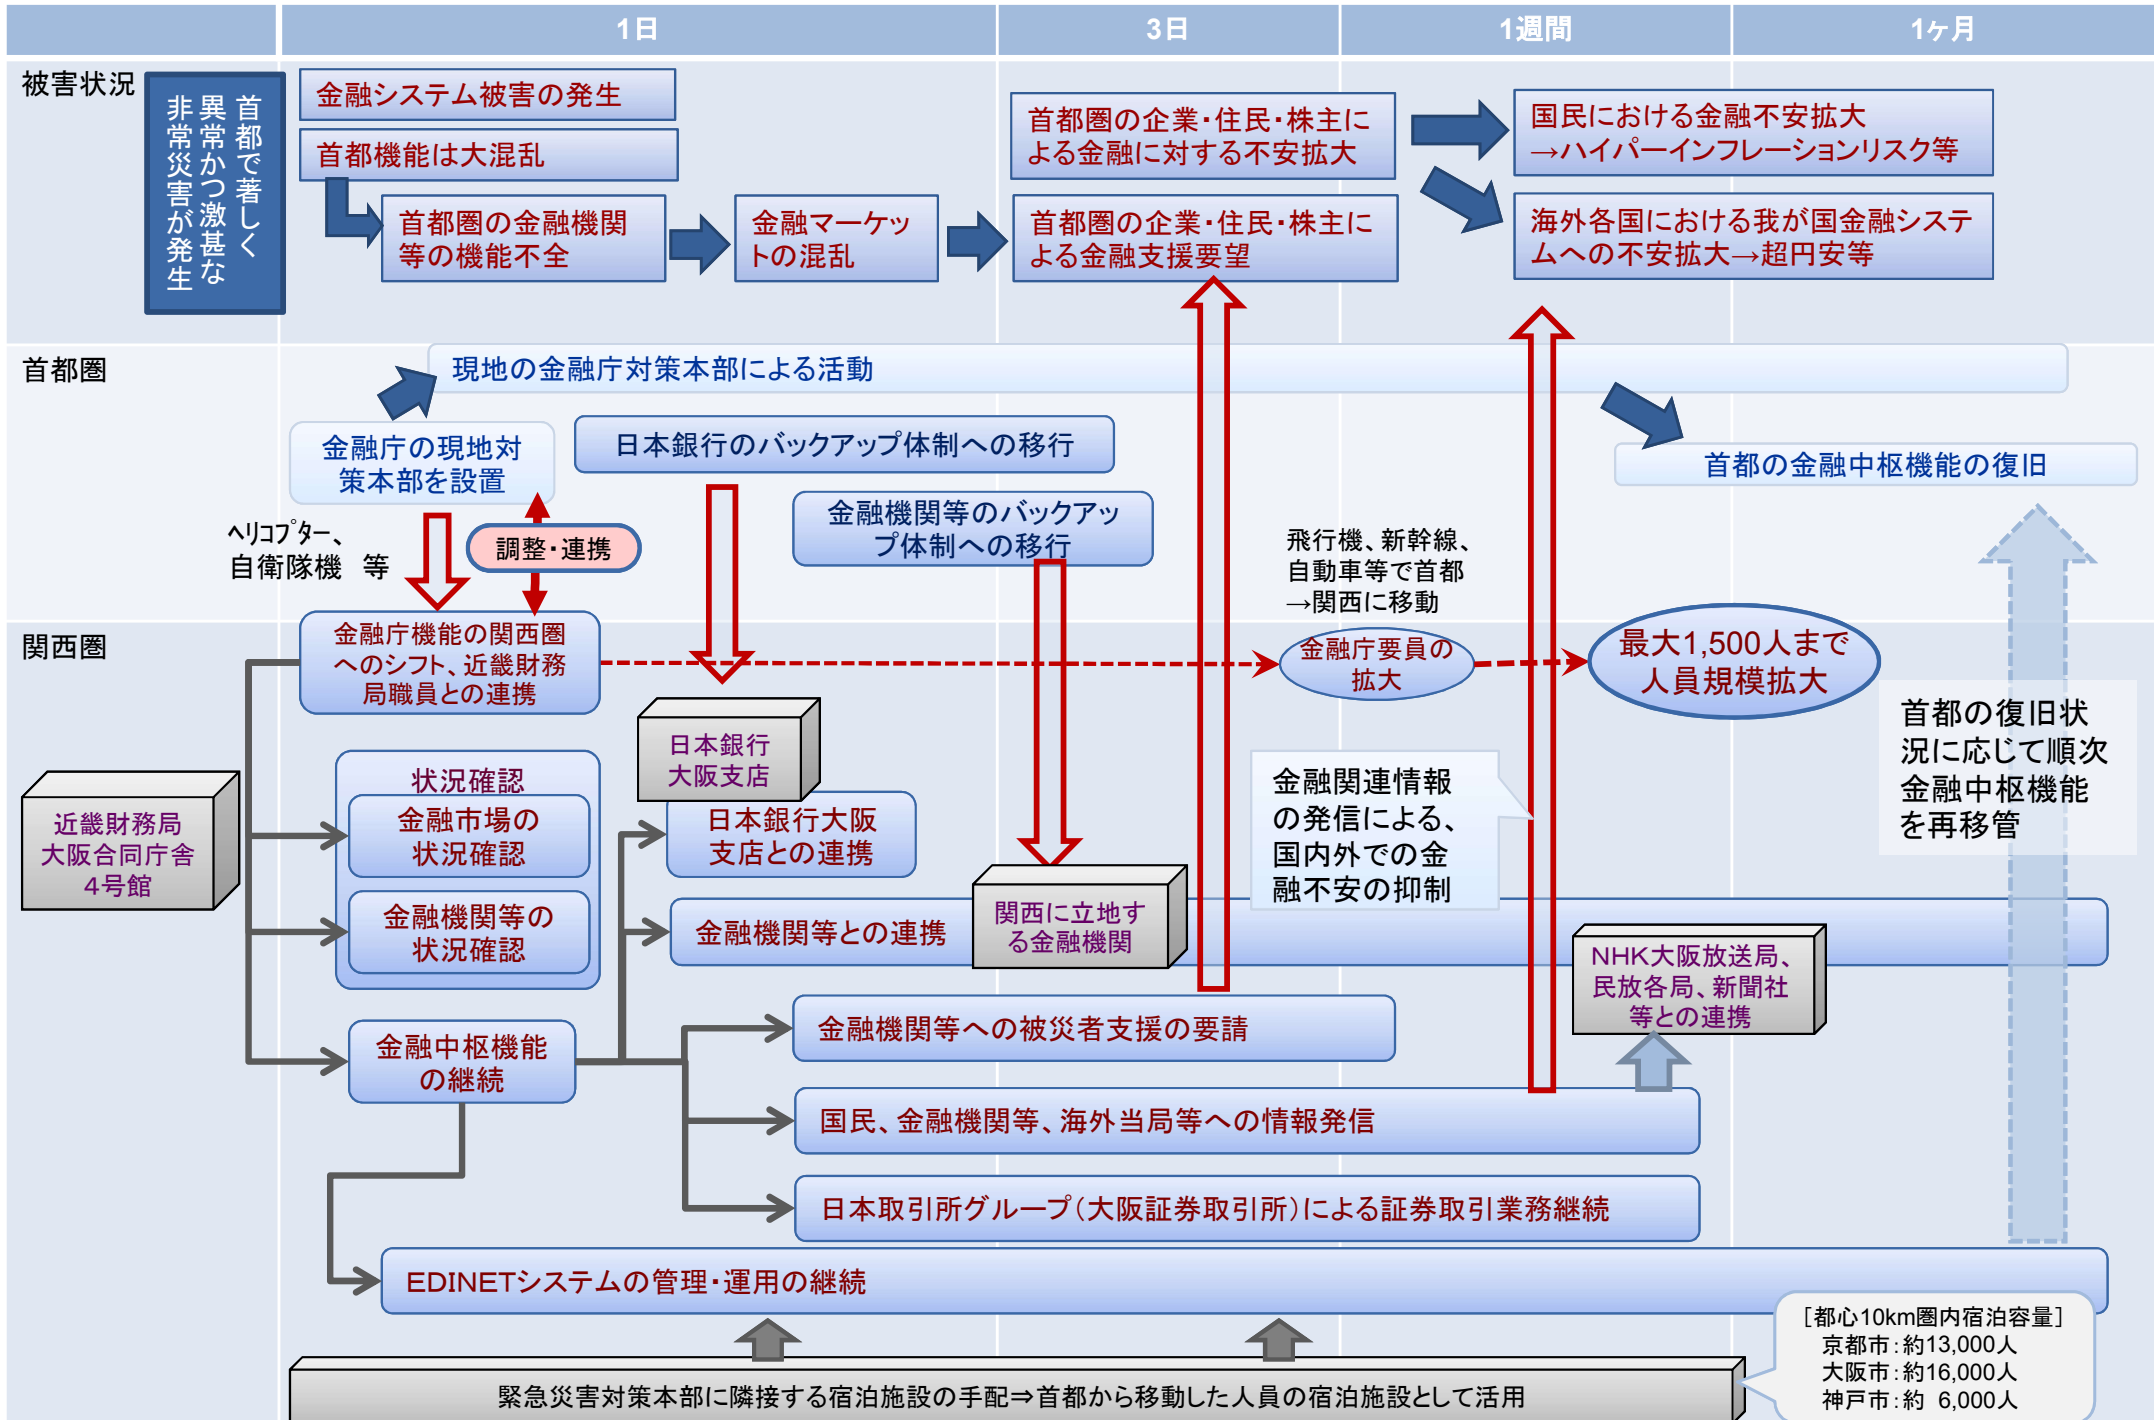 1日
3日
1週間
1ヶ月
被害状況
首都で著しく
異常かつ激甚な
非常災害が発生
金融システム被害の発生
首都機能は大混乱
首都圏の金融機関
等の機能不全
金融マーケッ
トの混乱
首都圏の企業・住民・株主に
よる金融に対する不安拡大
首都圏の企業・住民・株主に
よる金融支援要望
国民における金融不安拡大
→ハイパーインフレーションリスク等
海外各国における我が国金融システ
ムへの不安拡大→超円安等
首都圏
現地の金融庁対策本部による活動
金融庁の現地対
策本部を設置
日本銀行のバックアップ体制への移行
首都の金融中枢機能の復旧
金融機関等のバックアッ
プ体制への移行
ヘリコプター、
自衛隊機　等
調整・連携
飛行機、新幹線、
自動車等で首都
→関西に移動
関西圏
金融庁機能の関西圏
へのシフト、近畿財務
局職員との連携
金融庁要員の
拡大
最大1,500人まで
人員規模拡大
首都の復旧状
況に応じて順次
金融中枢機能
を再移管
日本銀行
大阪支店
近畿財務局
大阪合同庁舎
4号館
状況確認
金融市場の
状況確認
金融機関等の
状況確認
日本銀行大阪
支店との連携
金融関連情報
の発信による、
国内外での金
融不安の抑制
金融機関等との連携
関西に立地す
る金融機関
NHK大阪放送局、
民放各局、新聞社
等との連携
金融中枢機能
の継続
金融機関等への被災者支援の要請
国民、金融機関等、海外当局等への情報発信
日本取引所グループ（大阪証券取引所）による証券取引業務継続
EDINETシステムの管理・運用の継続
［都心10km圏内宿泊容量］
京都市：約13,000人
大阪市：約16,000人
神戸市：約 6,000人
緊急災害対策本部に隣接する宿泊施設の手配⇒首都から移動した人員の宿泊施設として活用